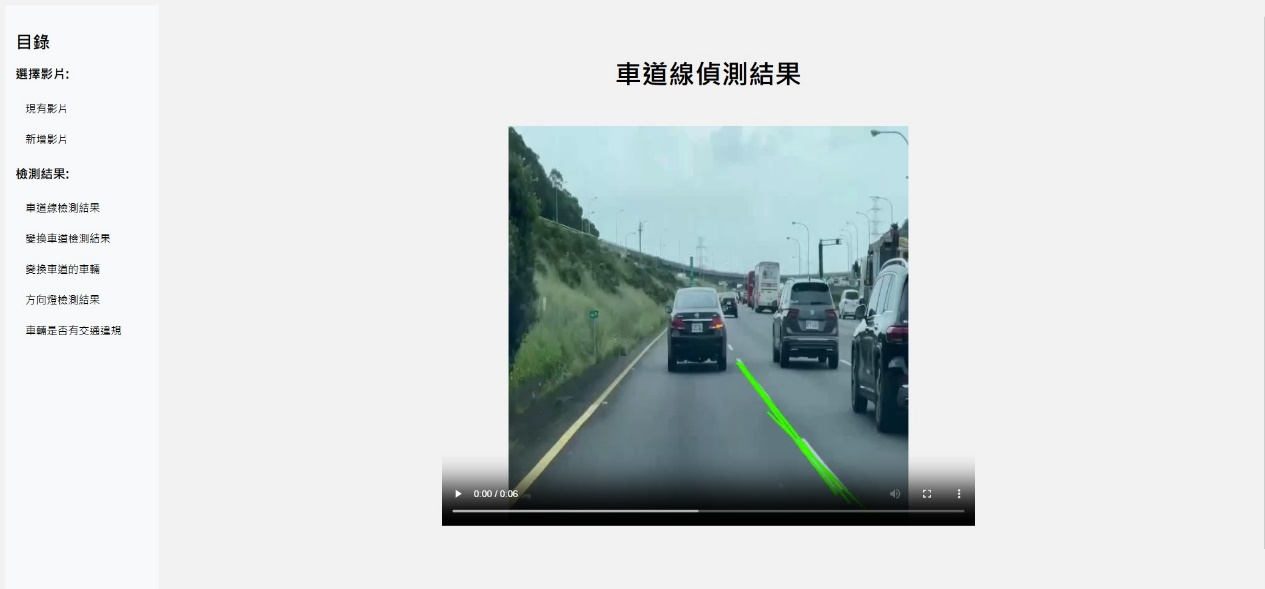 目錄
選擇影片:
現有影片
新增影片
檢測結果:
車道線檢測結果
變換車道檢測結果
變換車道的車輛
方向燈檢測結果
車輛是否有交通違規
車道線偵測結果
0:00 / 0:06